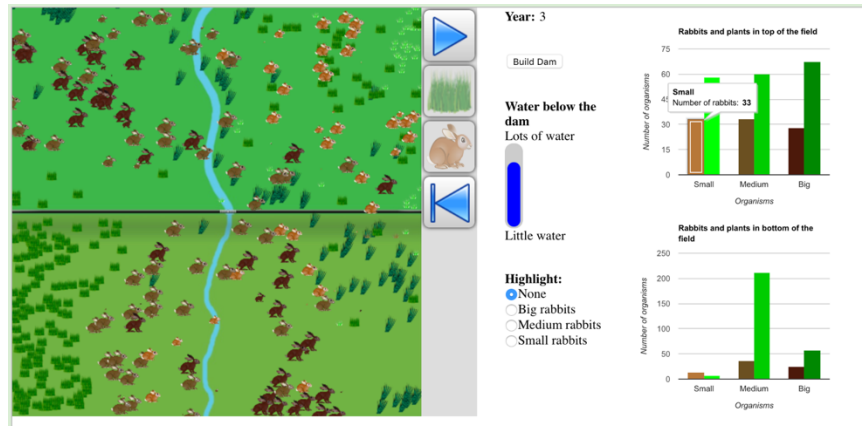 Year: 3
Build Dam
Water below the
dam
Lots of water
Little water
Highlight:
None
Big rabbits
Medium rabbits
Small rabbits
Rabbits and plants in top of the field
Number of organisms
75
60
45
30
15
0
Small
Number of rabbits: 33
Small
Medium
Big
Organisms
Rabbits and plants in bottom of the
field
Number of organisms
250
200
150
100
50
0
Small
Medium
Big
Organisms